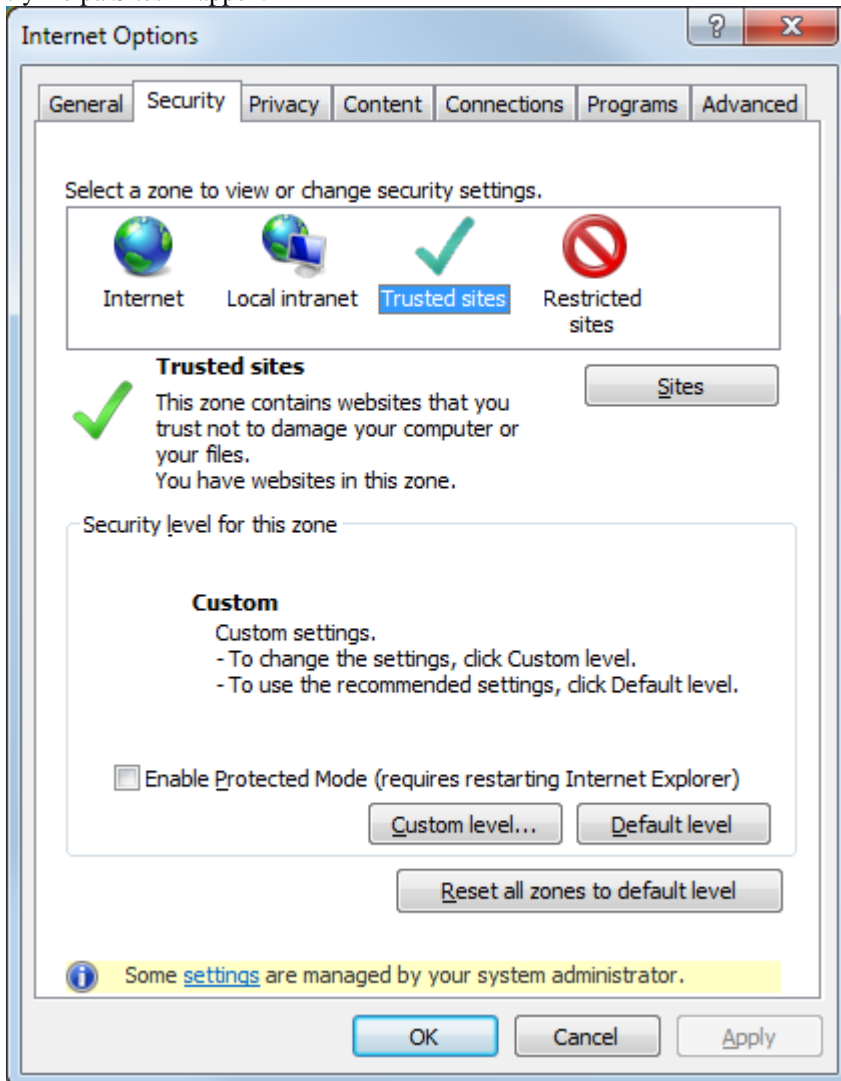 Internet Options
General Security Privacy Content Connections Programs Advanced
Select a zone to view or change security settings.
Internet Local intranet Trusted sites Restricted
sites
Trusted sites
Sites
This zone contains websites that you
trust not to damage your computer or
your files.
You have websites in this zone.
Security level for this zone
Custom
Custom settings.
- To change the settings, click Custom level.
- To use the recommended settings, click Default level.
Enable Protected Mode (requires restarting Internet Explorer)
Custom level... Default level
Reset all zones to default level
Some settings are managed by your system administrator.
OK Cancel Apply